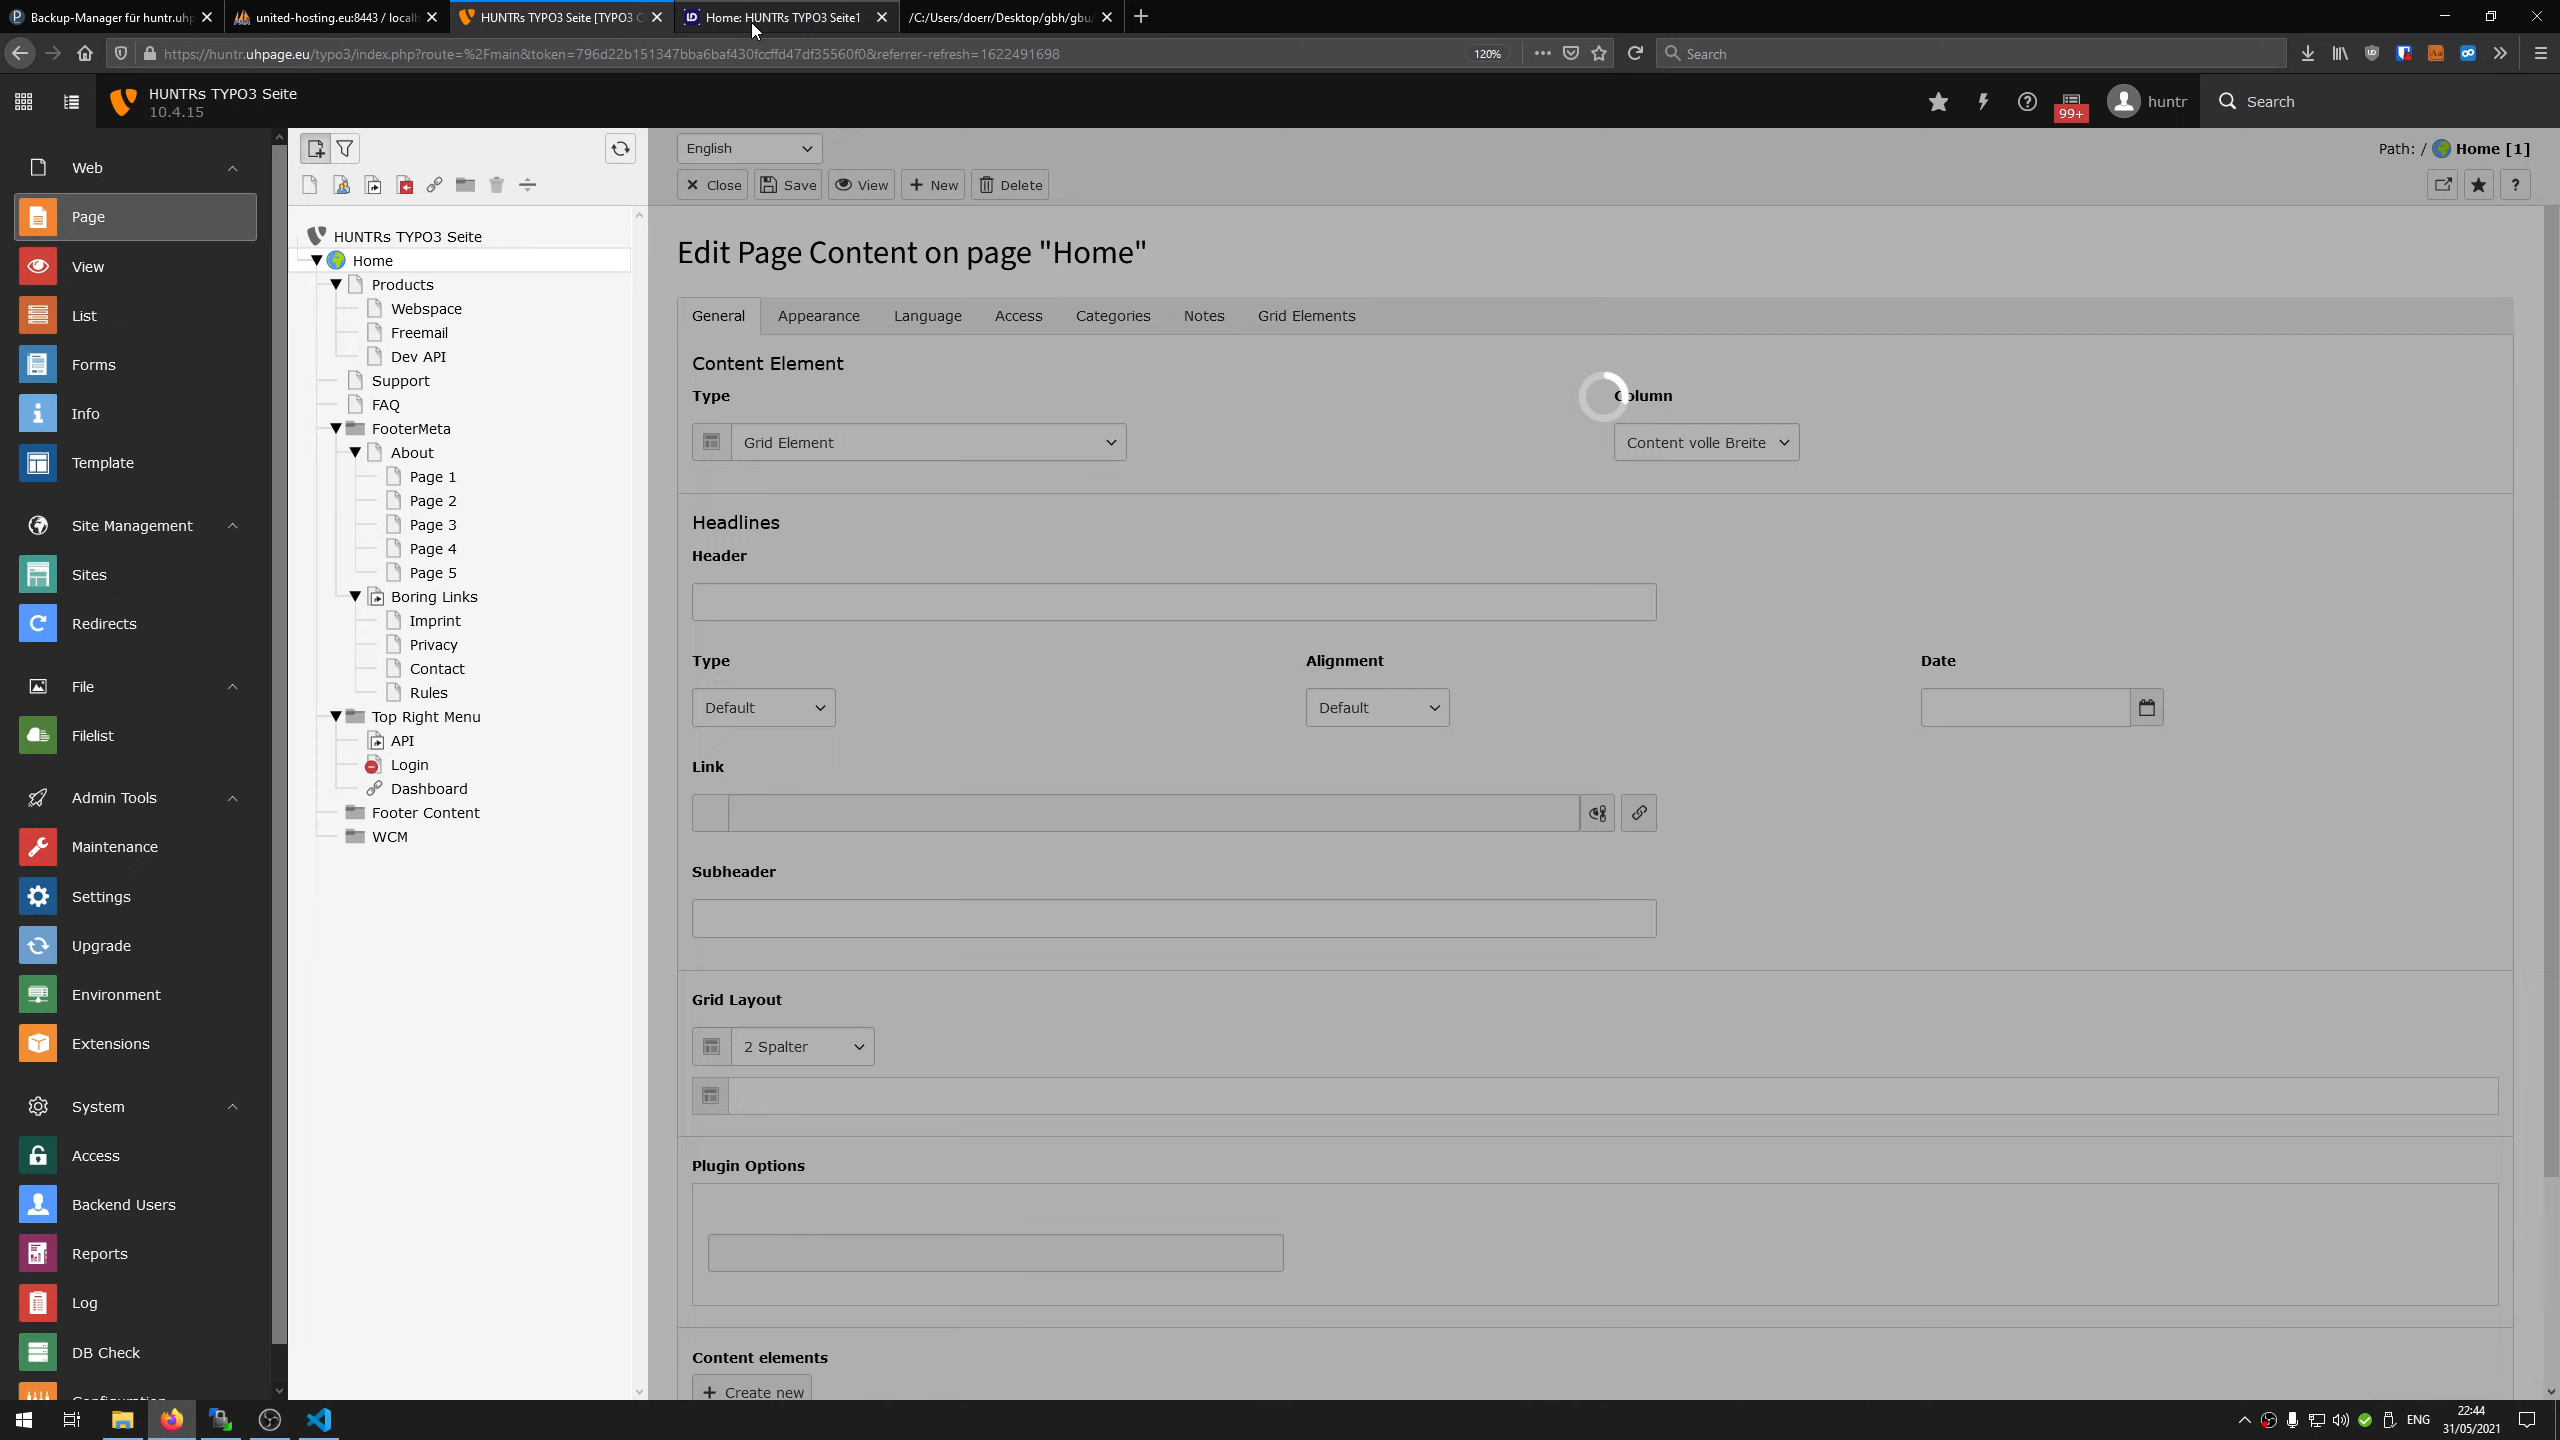 Backup-Manager für huntr.uhp
united-hosting.eu:8443 / localh
HUNTRs TYPO3 Seite [TYPO3 C
Home: HUNTRs TYPO3 Seite1
/C:/Users/doerr/Desktop/gbh/gbu/
https://huntr.uhpage.eu/typo3/index.php?route=%2Fmain&token=796d22b151347bba6baf430fccffd47df35560f0&referrer-refresh=1622491698
120%
Search
HUNTRs TYPO3 Seite
10.4.15
99+
huntr
Search
Web
Page
View
List
Forms
Info
Template
Site Management
Sites
Redirects
File
Filelist
Admin Tools
Maintenance
Settings
Upgrade
Environment
Extensions
System
Access
Backend Users
Reports
Log
DB Check
Configuration
HUNTRs TYPO3 Seite
Home
Products
Webspace
Freemail
Dev API
Support
FAQ
FooterMeta
About
Page 1
Page 2
Page 3
Page 4
Page 5
Boring Links
Imprint
Privacy
Contact
Rules
Top Right Menu
API
Login
Dashboard
Footer Content
WCM
English
Path: / Home [1]
Close Save View New Delete
Edit Page Content on page "Home"
General Appearance Language Access Categories Notes Grid Elements
Content Element
Type Column
Grid Element Content volle Breite
Headlines
Header
Type Alignment Date
Default Default
Link
Subheader
Grid Layout
2 Spalter
Plugin Options
Content elements
Create new
ENG
22:44
31/05/2021